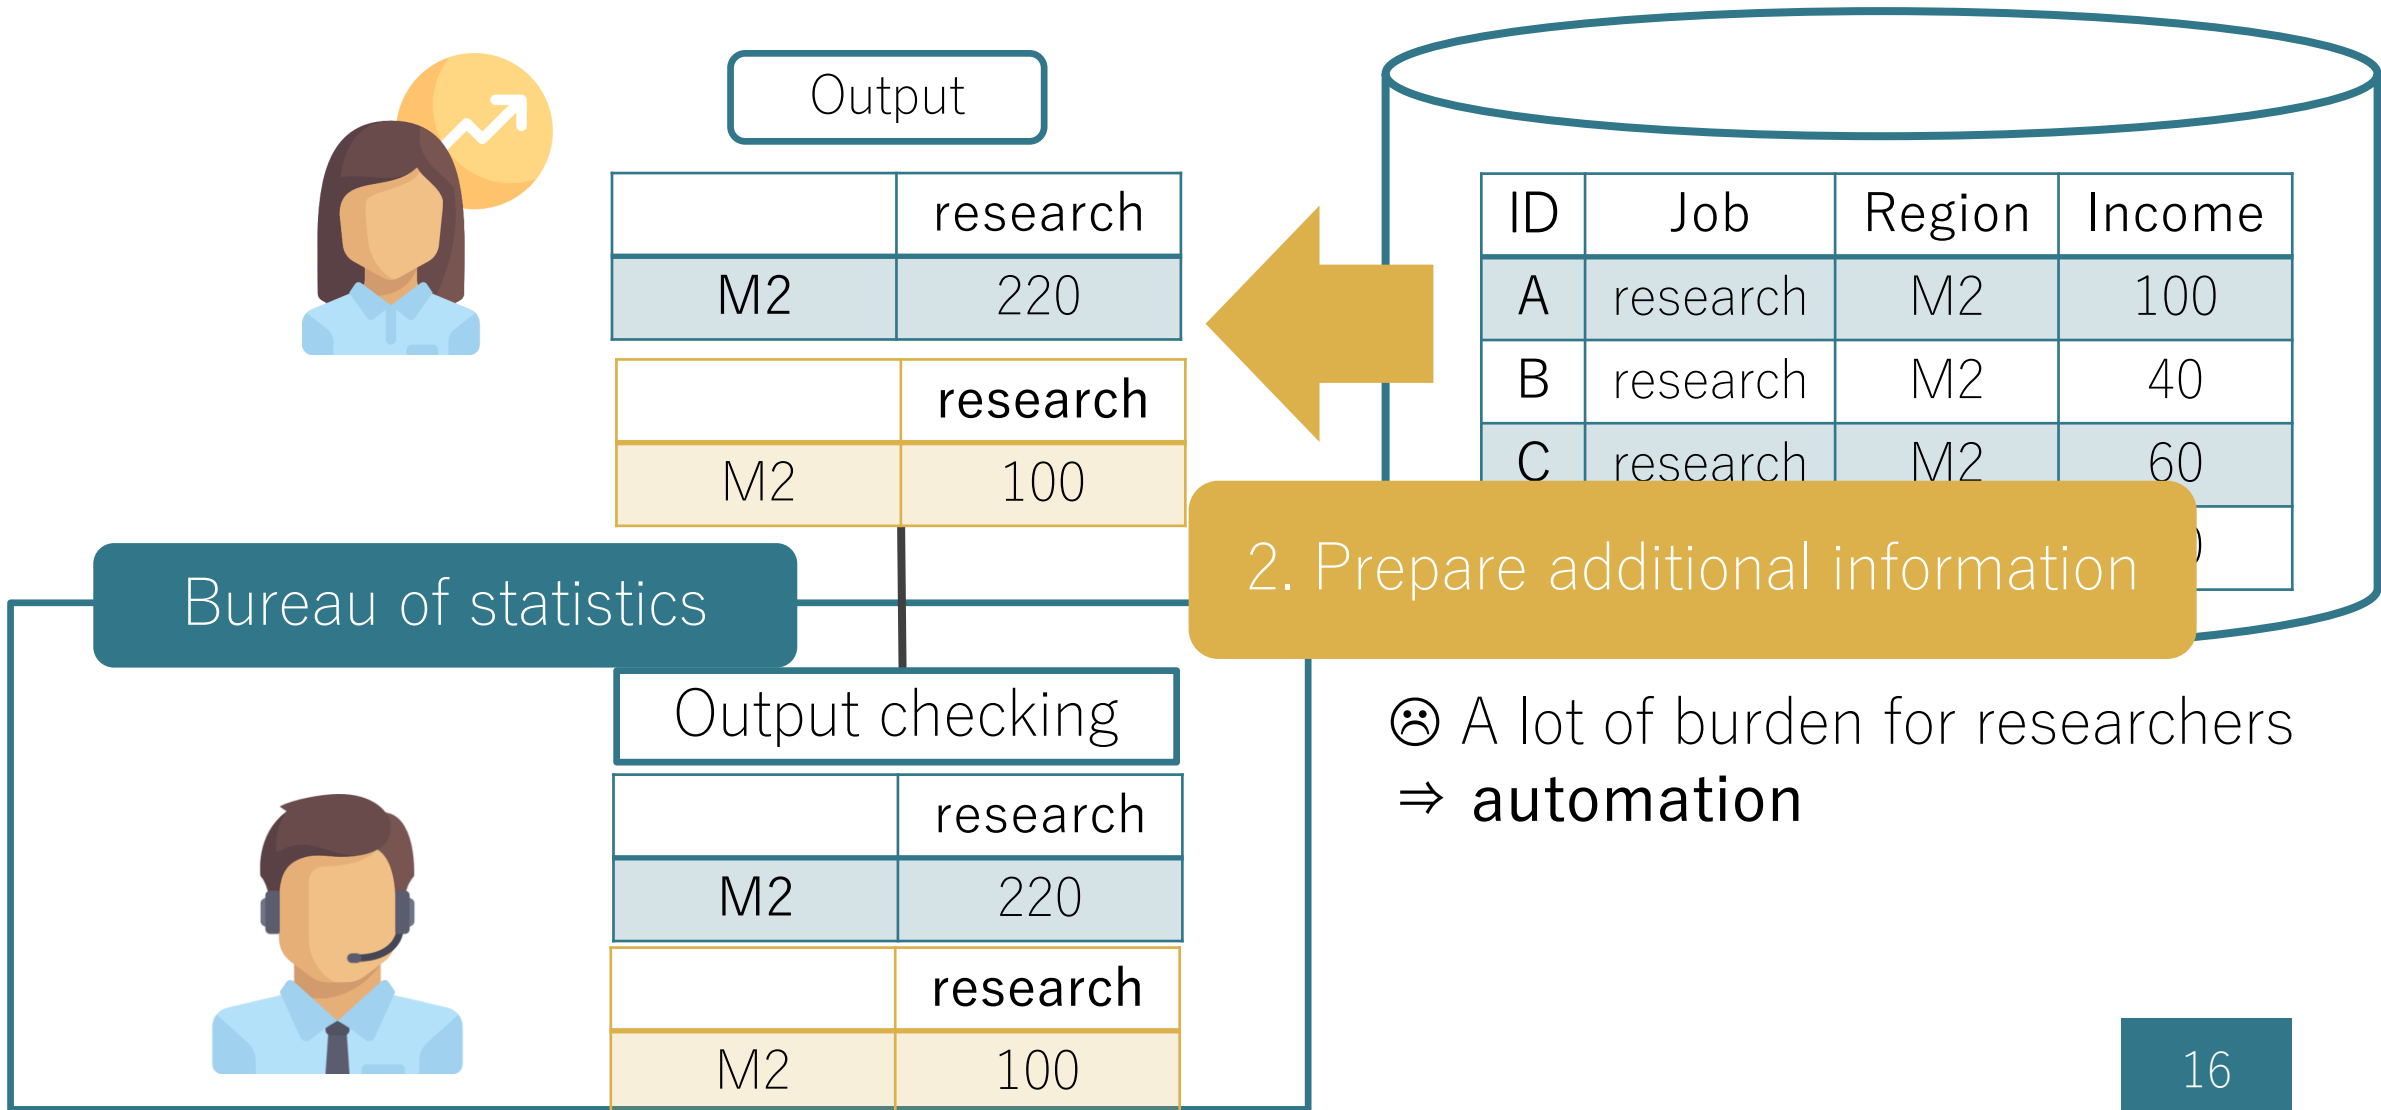 Output
research
M2 220
research
M2 100
ID Job Region Income
A research M2 100
B research M2 40
C research M2 60
2. Prepare additional information
Bureau of statistics
Output checking
research
M2 220
research
M2 100
☹ A lot of burden for researchers
⇒ automation
16